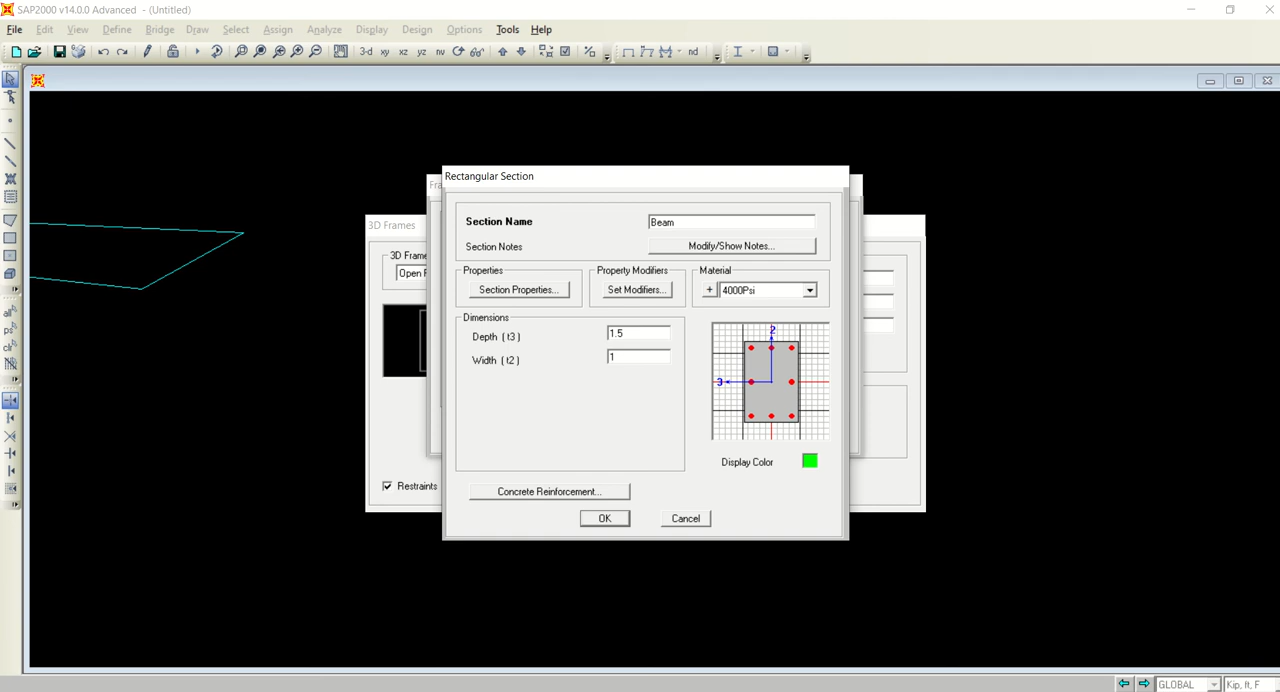 SAP2000 v14.0.0 Advanced - (Untitled)
File Edit View Define Bridge Draw Select Assign Analyze Display Design Options Tools Help
3-d xy xz yz nv nd
all
ps
clr
Rectangular Section
Section Name Beam
Section Notes Modify/Show Notes...
Properties Property Modifiers Material
Section Properties... Set Modifiers... + 4000Psi
Dimensions
Depth (t3) 1.5
Width (t2) 1
2
3
Display Color
Concrete Reinforcement...
OK Cancel
3D Frames
Restraints
GLOBAL Kip, ft, F